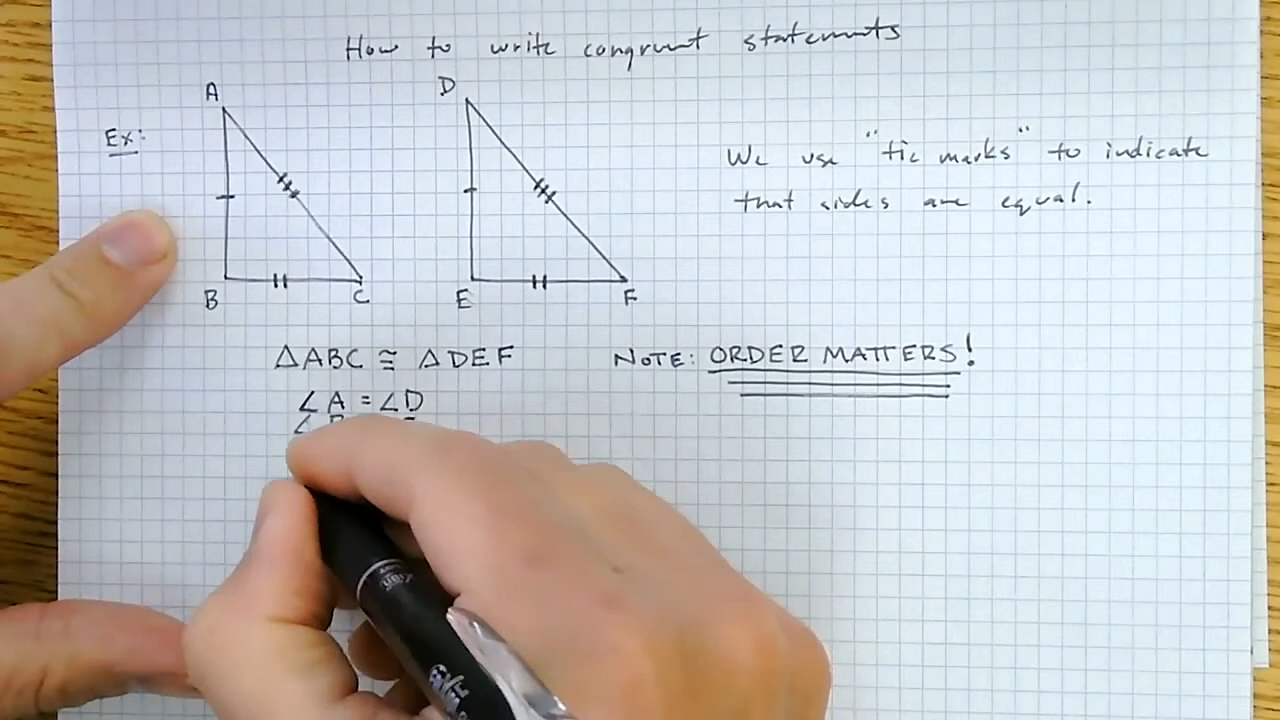 How to write congruent statements
A
D
Ex:
We use "tic marks" to indicate
that sides are equal.
B
C
E
F
△ABC ≅ △DEF
NOTE: ORDER MATTERS!
∠A = ∠D